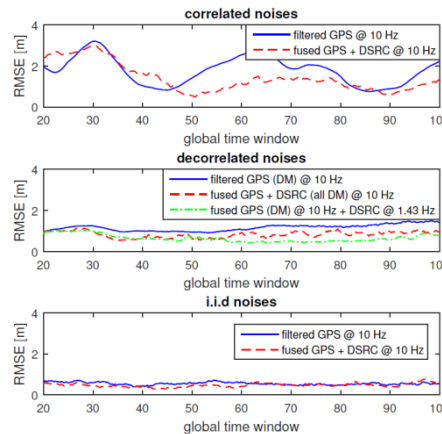 correlated noises
filtered GPS @ 10 Hz
fused GPS + DSRC @ 10 Hz
RMSE [m]
4
2
0
20 30 40 50 60 70 80 90 100
global time window
decorrelated noises
filtered GPS (DM) @ 10 Hz
fused GPS + DSRC (all DM) @ 10 Hz
fused GPS (DM) @ 10 Hz + DSRC @ 1.43 Hz
RMSE [m]
4
2
0
20 30 40 50 60 70 80 90 100
global time window
i.i.d noises
filtered GPS @ 10 Hz
fused GPS + DSRC @ 10 Hz
RMSE [m]
4
2
0
20 30 40 50 60 70 80 90 100
global time window